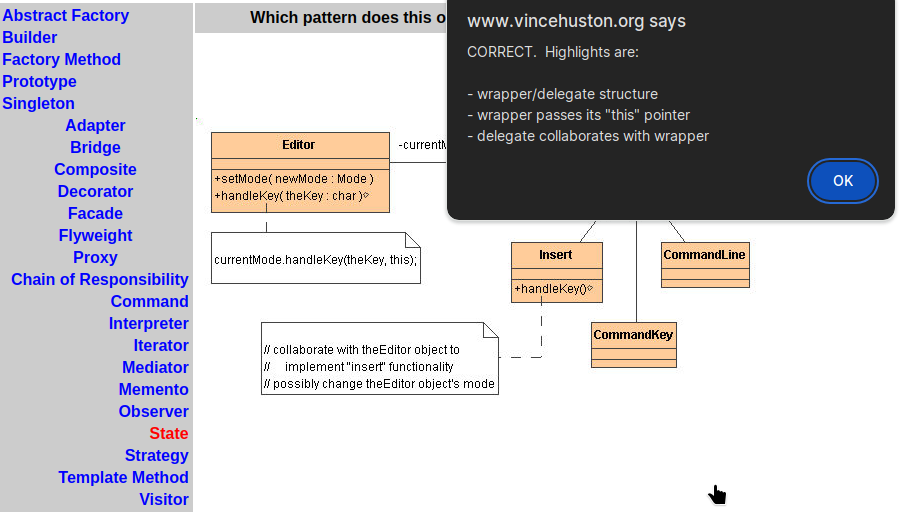 Abstract Factory
Builder
Factory Method
Prototype
Singleton
Adapter
Bridge
Composite
Decorator
Facade
Flyweight
Proxy
Chain of Responsibility
Command
Interpreter
Iterator
Mediator
Memento
Observer
State
Strategy
Template Method
Visitor
Which pattern does this
www.vincehuston.org says
CORRECT. Highlights are:
- wrapper/delegate structure
- wrapper passes its "this" pointer
- delegate collaborates with wrapper
OK
Editor
+setMode( newMode : Mode )
+handleKey( theKey : char )
currentMode.handleKey(theKey, this);
Insert
+handleKey()
CommandLine
CommandKey
// collaborate with theEditor object to
// implement "insert" functionality
// possibly change theEditor object's mode